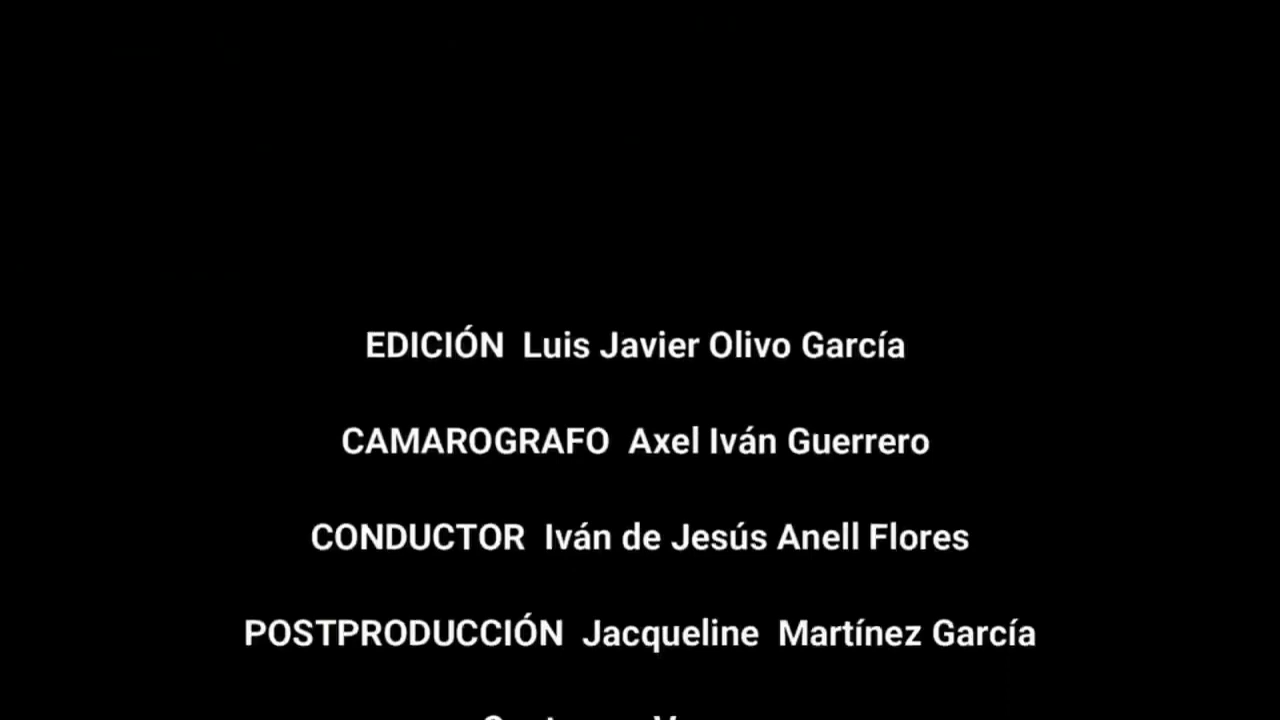 EDICIÓN Luis Javier Olivo García
CAMAROGRAFO Axel Iván Guerrero
CONDUCTOR Iván de Jesús Anell Flores
POSTPRODUCCIÓN Jacqueline Martínez García